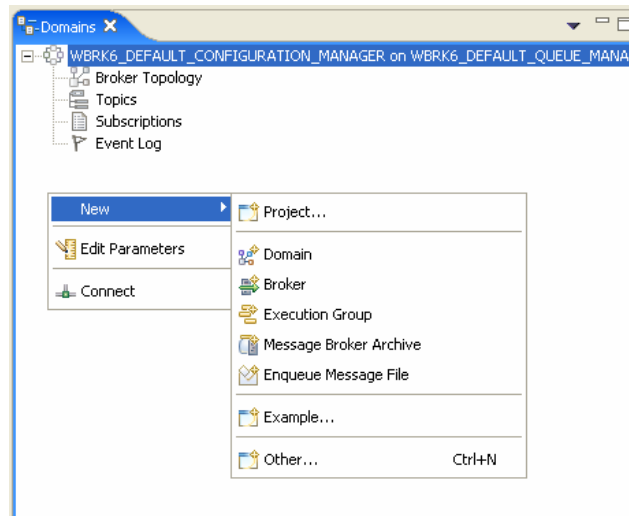 Domains
WBRK6_DEFAULT_CONFIGURATION_MANAGER on WBRK6_DEFAULT_QUEUE_MANA
Broker Topology
Topics
Subscriptions
Event Log
New
Edit Parameters
Connect
Project...
Domain
Broker
Execution Group
Message Broker Archive
Enqueue Message File
Example...
Other... Ctrl+N